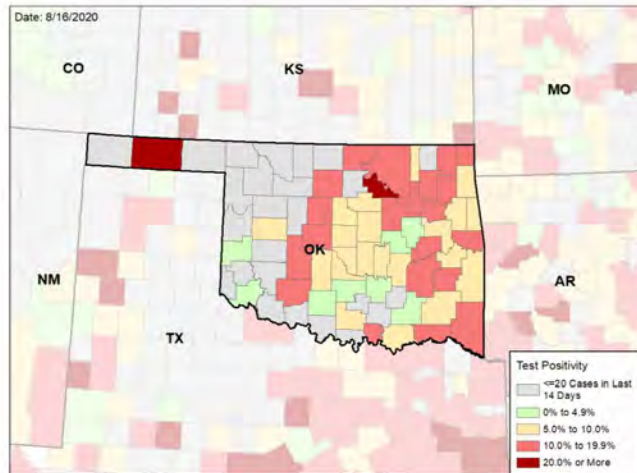 Date: 8/16/2020
CO
KS
MO
OK
NM
AR
TX
Test Positivity
<=20 Cases in Last
14 Days
0% to 4.9%
5.0% to 10.0%
10.0% to 19.9%
20.0% or More